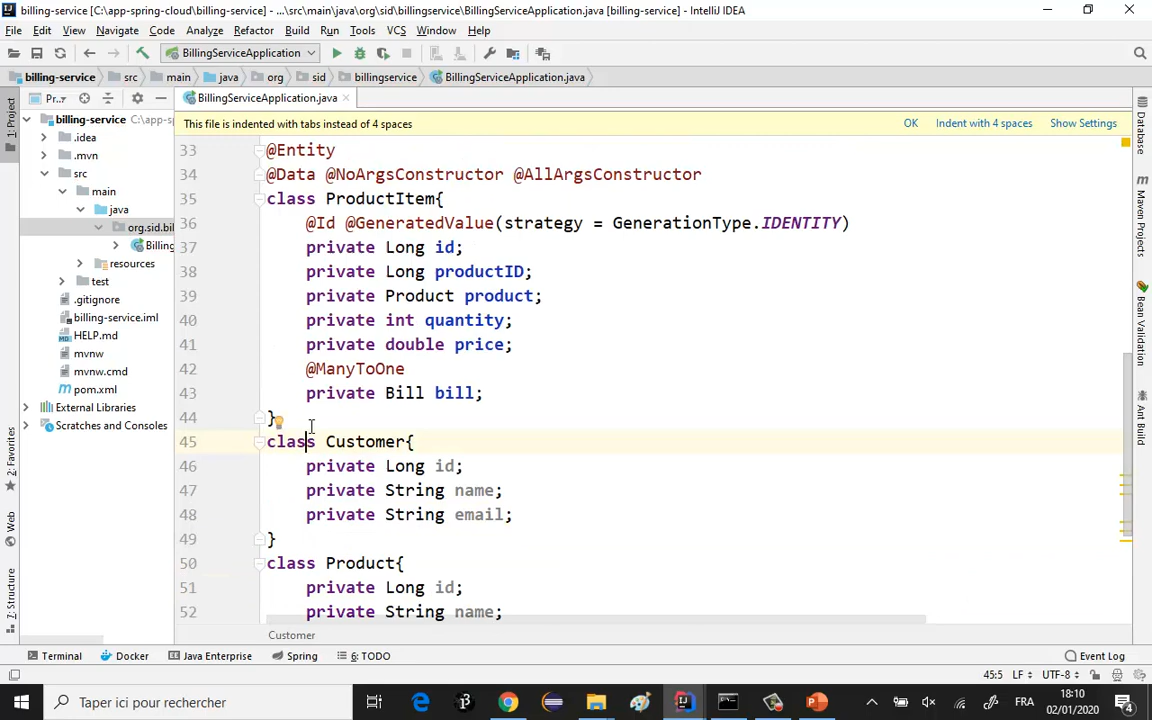 billing-service [C:\app-spring-cloud\billing-service] - ...\src\main\java\org\sid\billingservice\BillingServiceApplication.java [billing-service] - IntelliJ IDEA
File Edit View Navigate Code Analyze Refactor Build Run Tools VCS Window Help
BillingServiceApplication
billing-service src main java org sid billingservice BillingServiceApplication.java
Pr.. BillingServiceApplication.java
This file is indented with tabs instead of 4 spaces OK Indent with 4 spaces Show Settings
billing-service C:\app-s
.idea
.mvn
src
main
java
org.sid.bil
Billing
resources
test
.gitignore
billing-service.iml
HELP.md
mvnw
mvnw.cmd
pom.xml
External Libraries
Scratches and Consoles
33 @Entity
34 @Data @NoArgsConstructor @AllArgsConstructor
35 class ProductItem{
36 @Id @GeneratedValue(strategy = GenerationType.IDENTITY)
37 private Long id;
38 private Long productID;
39 private Product product;
40 private int quantity;
41 private double price;
42 @ManyToOne
43 private Bill bill;
44 }
45 class Customer{
46 private Long id;
47 private String name;
48 private String email;
49 }
50 class Product{
51 private Long id;
52 private String name;
Customer
1: Project
2: Favorites
Web
Z: Structure
Database
Maven Projects
Bean Validation
Ant Build
Terminal Docker Java Enterprise Spring 6: TODO Event Log
45:5 LF UTF-8
Taper ici pour rechercher
FRA
18:10
02/01/2020
4